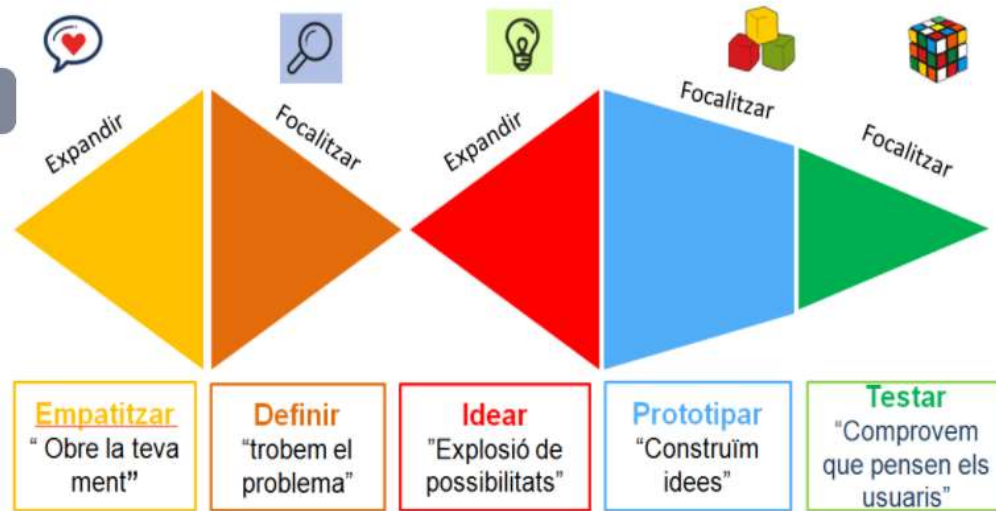 Expandir
Focalitzar
Expandir
Focalitzar
Focalitzar
Empatitzar
“ Obre la teva
ment”
Definir
“trobem el
problema”
Idear
”Explosió de
possibilitats”
Prototipar
“Construïm
idees”
Testar
“Comprovem
que pensen els
usuaris”